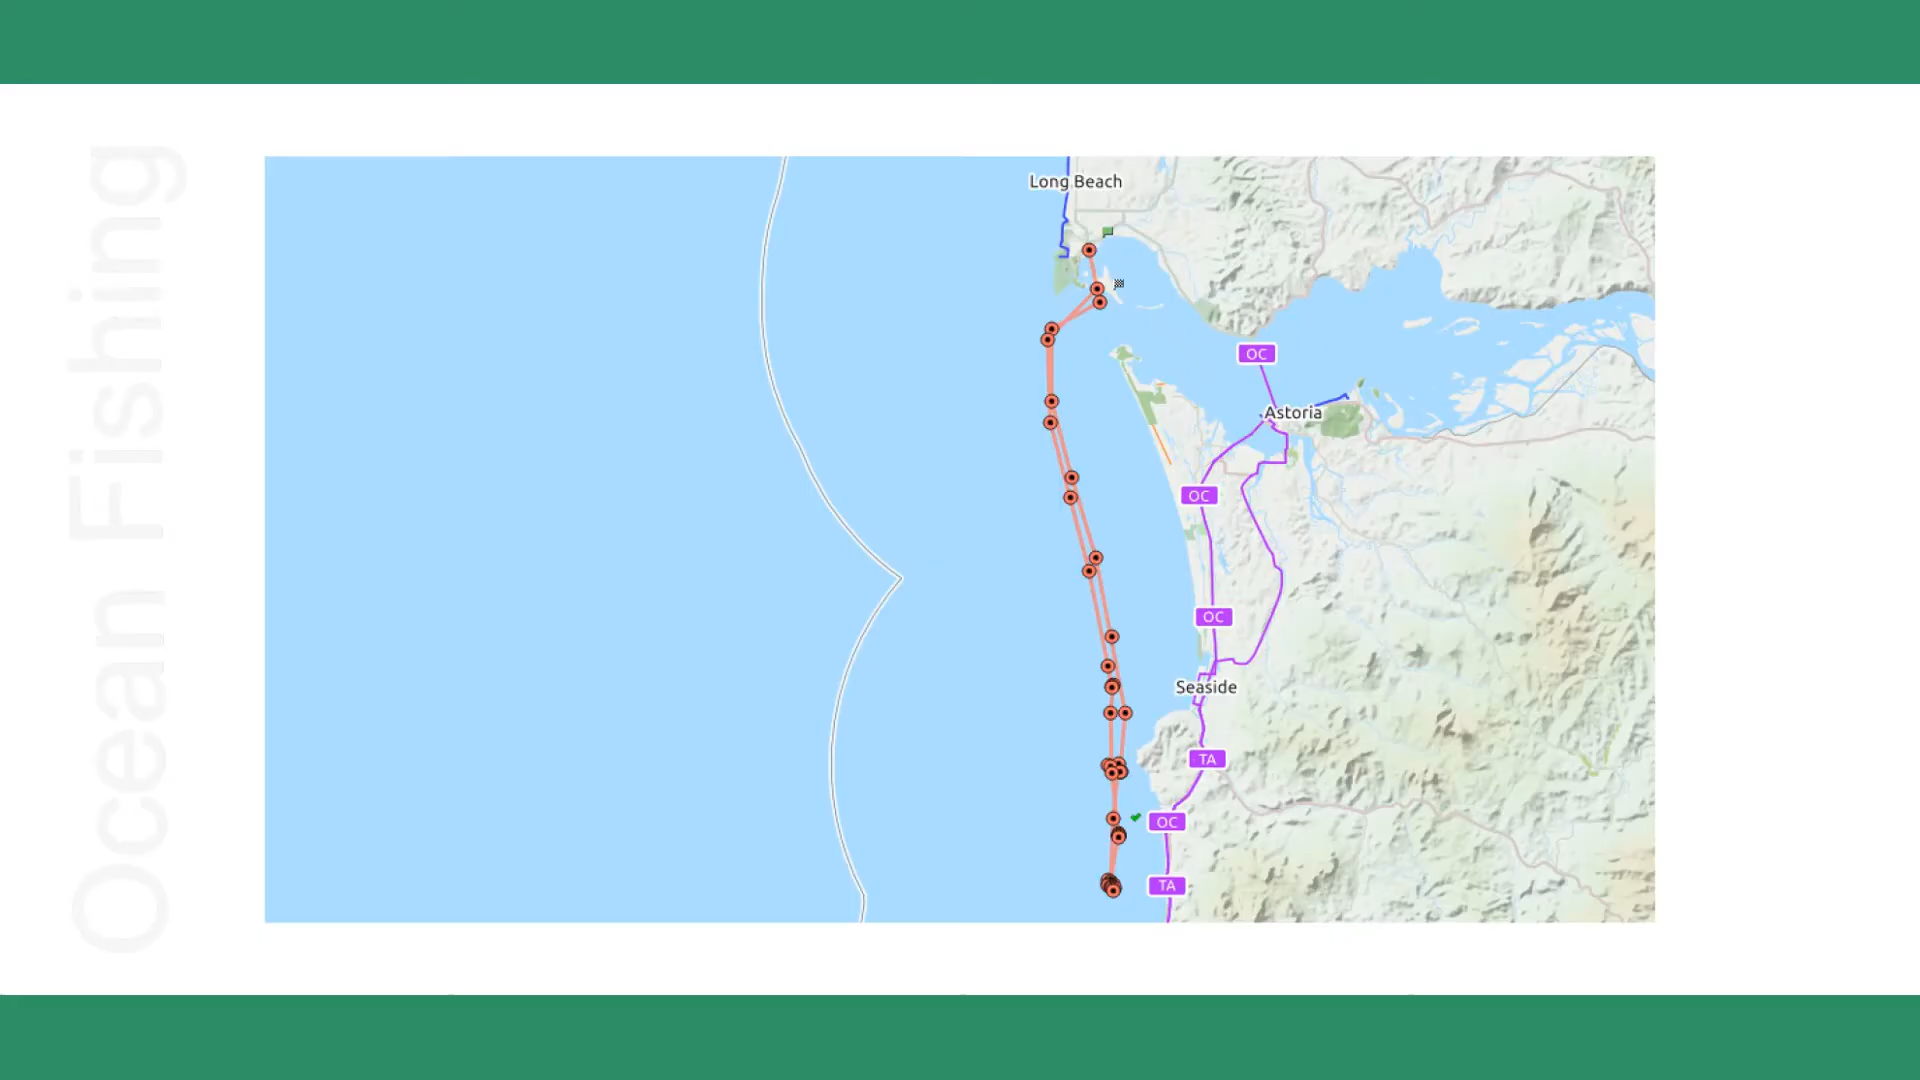 Ocean Fishing
Long Beach
OC
Astoria
OC
OC
Seaside
TA
OC
TA